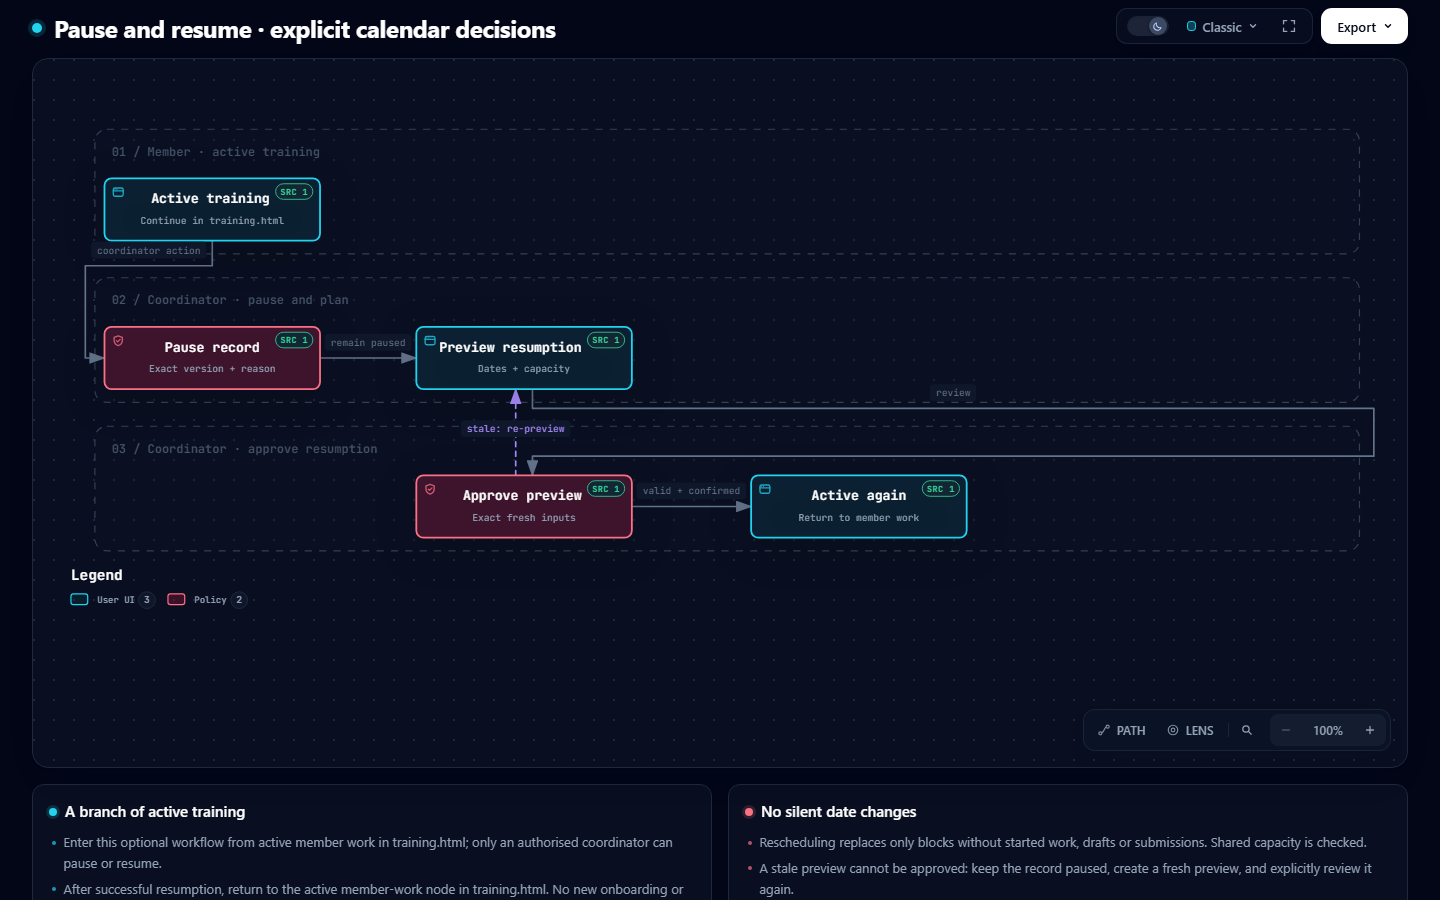 Pause and resume · explicit calendar decisions
Classic
Export
01 / Member · active training
Active training
SRC 1
Continue in training.html
coordinator action
02 / Coordinator · pause and plan
Pause record
SRC 1
Exact version + reason
remain paused
Preview resumption
SRC 1
Dates + capacity
review
stale: re-preview
03 / Coordinator · approve resumption
Approve preview
SRC 1
Exact fresh inputs
valid + confirmed
Active again
SRC 1
Return to member work
Legend
User UI 3
Policy 2
PATH
LENS
100%
A branch of active training
Enter this optional workflow from active member work in training.html; only an authorised coordinator can
pause or resume.
After successful resumption, return to the active member-work node in training.html. No new onboarding or
No silent date changes
Rescheduling replaces only blocks without started work, drafts or submissions. Shared capacity is checked.
A stale preview cannot be approved: keep the record paused, create a fresh preview, and explicitly review it
again.